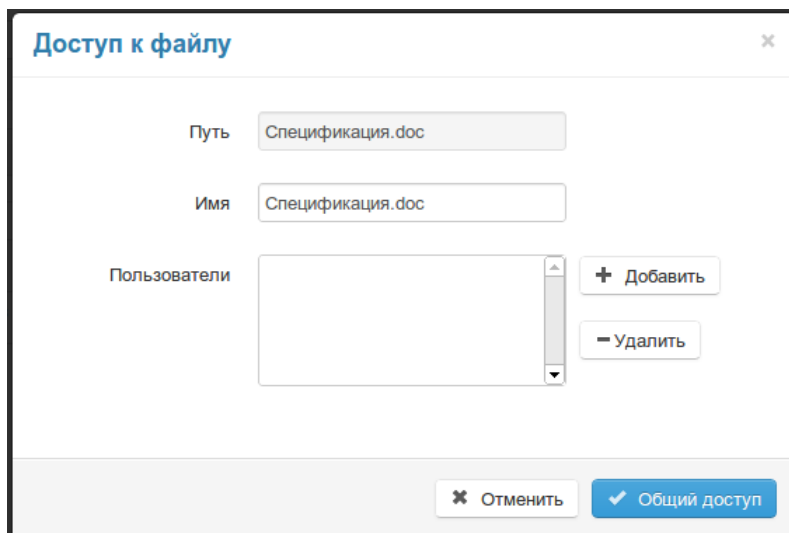 Доступ к файлу ×
Путь Спецификация.doc
Имя Спецификация.doc
Пользователи
Добавить
Удалить
Отменить Общий доступ